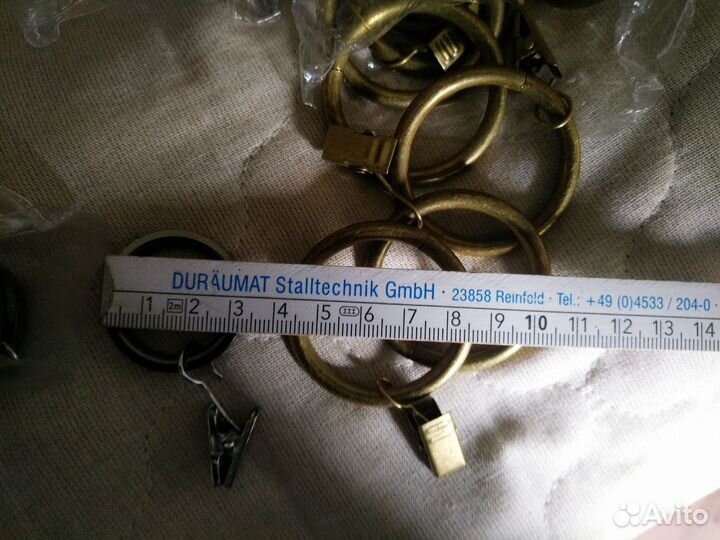 DURÄUMAT Stalltechnik GmbH · 23858 Reinfeld · Tel.: +49 (0)4533 / 204-0 ·
1 2m 2 3 4 5 III 6 7 8 9 10 11 12 13 14
Avito